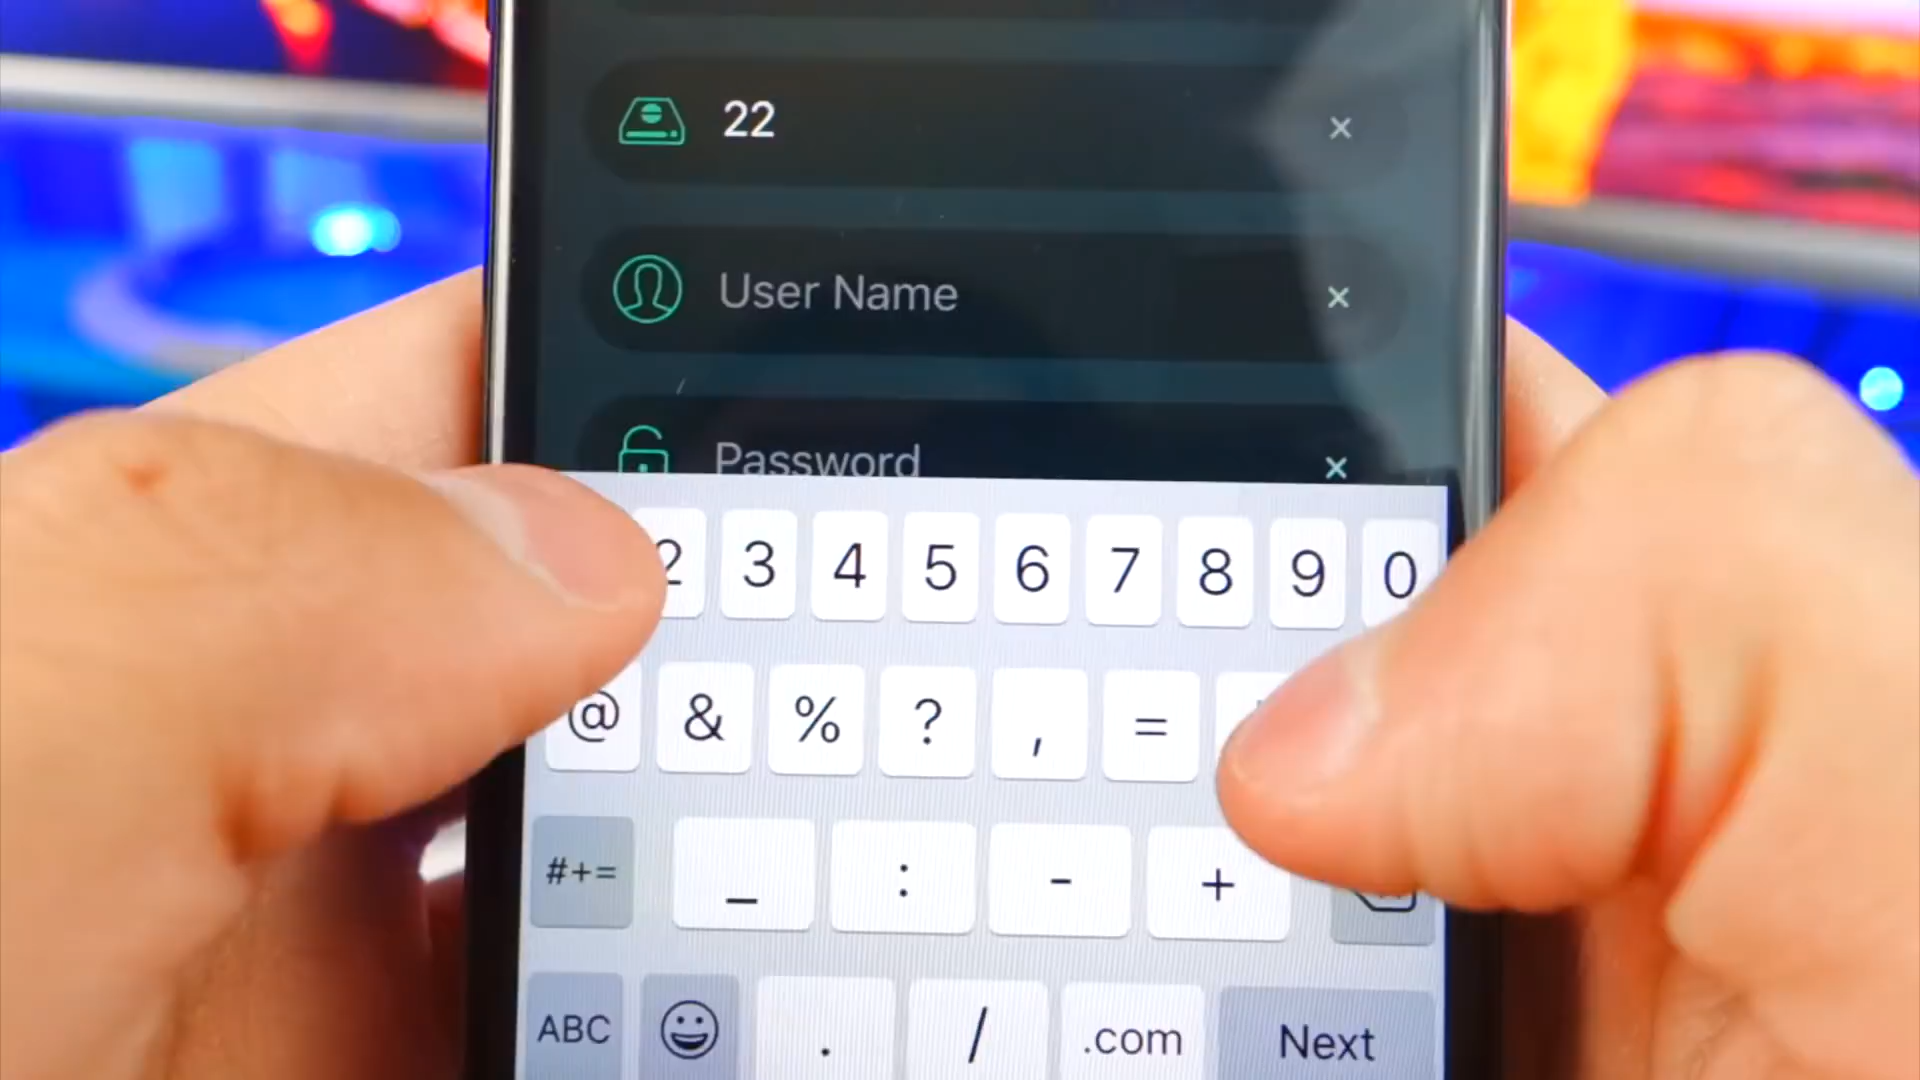 22
User Name
Password
2 3 4 5 6 7 8 9 0
@ & % ? , =
#+= _ : - +
ABC . / .com Next